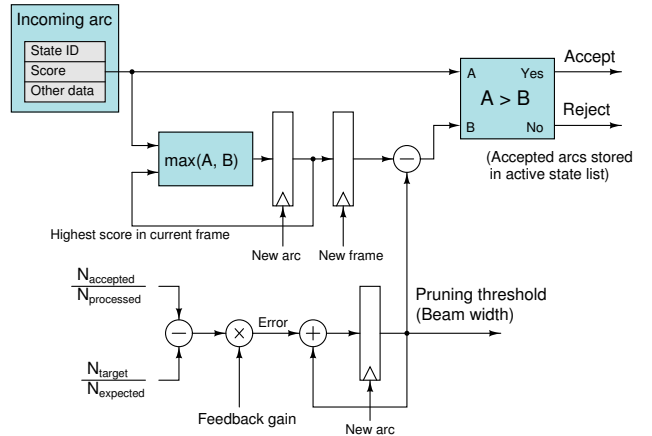 Incoming arc
State ID
Score
Other data
A
Yes
A > B
B
No
Accept
Reject
(Accepted arcs stored
in active state list)
max(A, B)
−
Highest score in current frame
New arc
New frame
Naccepted
Nprocessed
−
×
Error
+
Ntarget
Nexpected
Feedback gain
New arc
Pruning threshold
(Beam width)